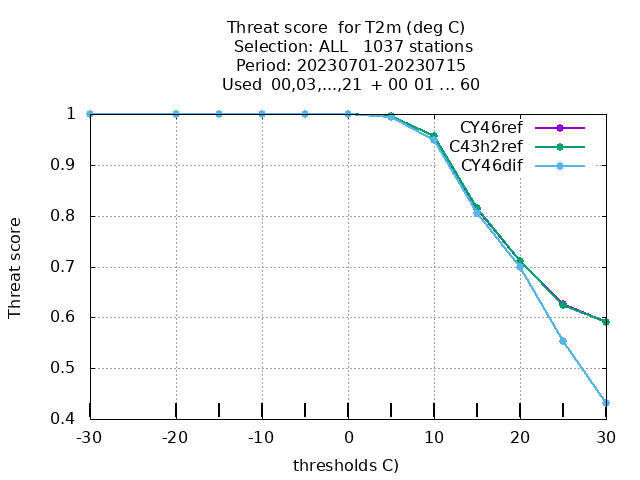 Threat score for T2m (deg C)
Selection: ALL 1037 stations
Period: 20230701-20230715
Used 00,03,...,21 + 00 01 ... 60
CY46ref
C43h2ref
CY46dif
1
0.9
0.8
0.7
0.6
0.5
0.4
Threat score
-30 -20 -10 0 10 20 30
thresholds C)